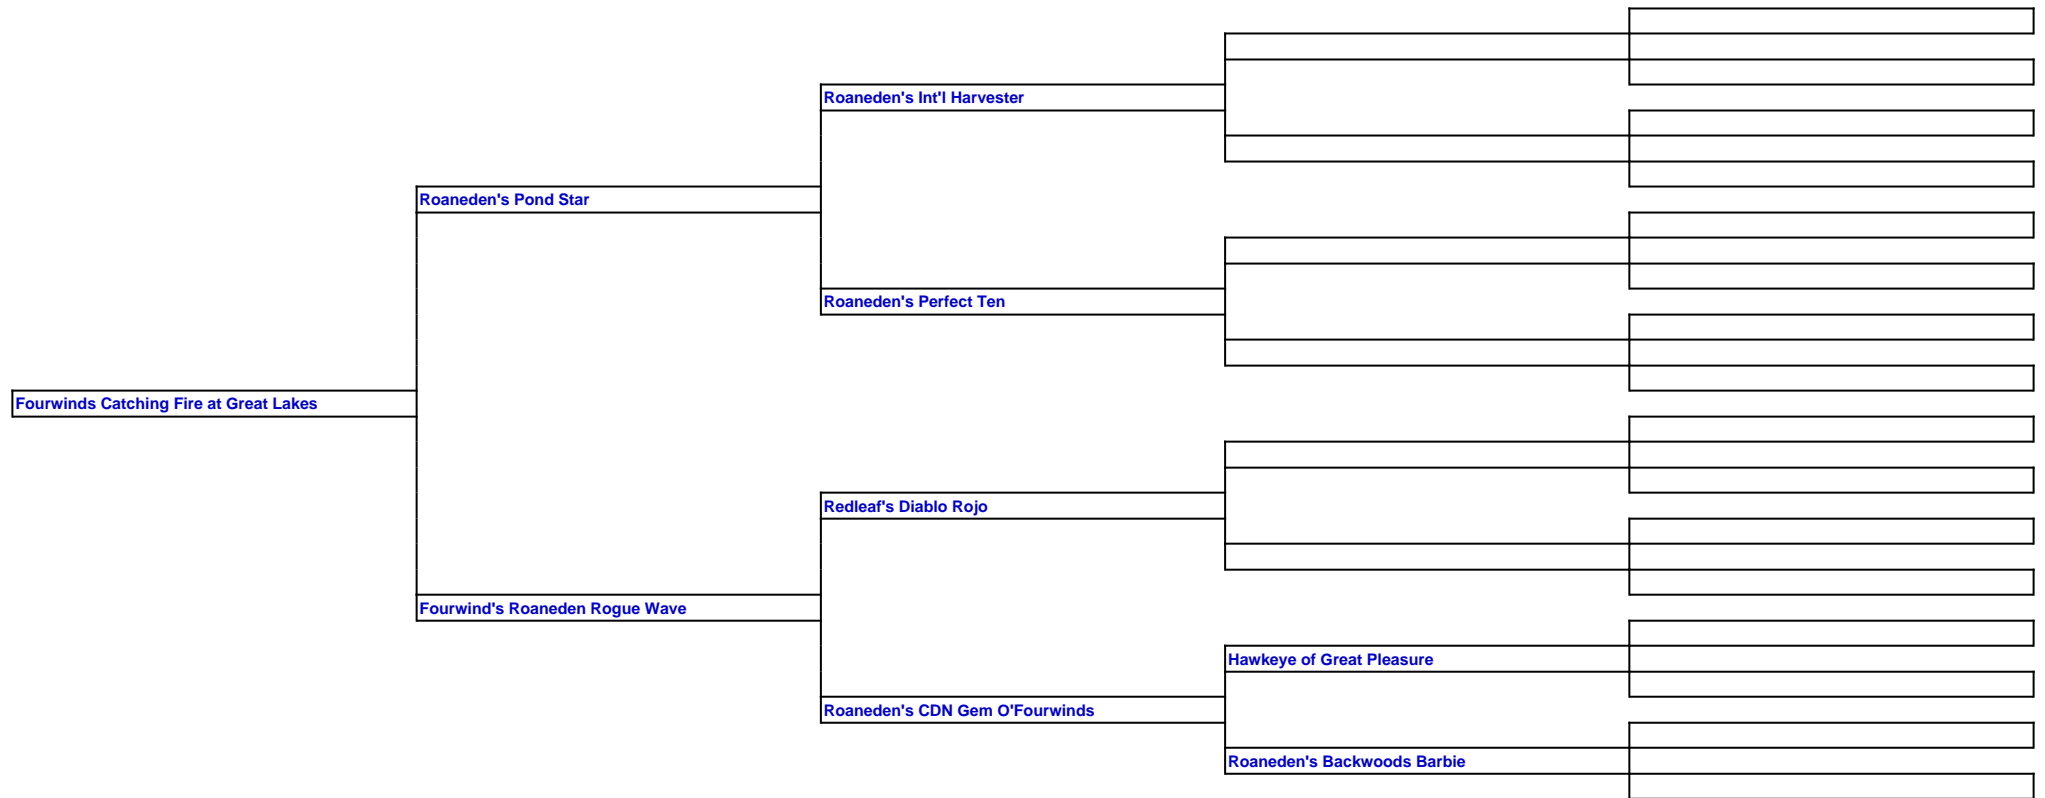 Roaneden's Int'l Harvester
Roaneden's Pond Star
Roaneden's Perfect Ten
Fourwinds Catching Fire at Great Lakes
Redleaf's Diablo Rojo
Fourwind's Roaneden Rogue Wave
Hawkeye of Great Pleasure
Roaneden's CDN Gem O'Fourwinds
Roaneden's Backwoods Barbie